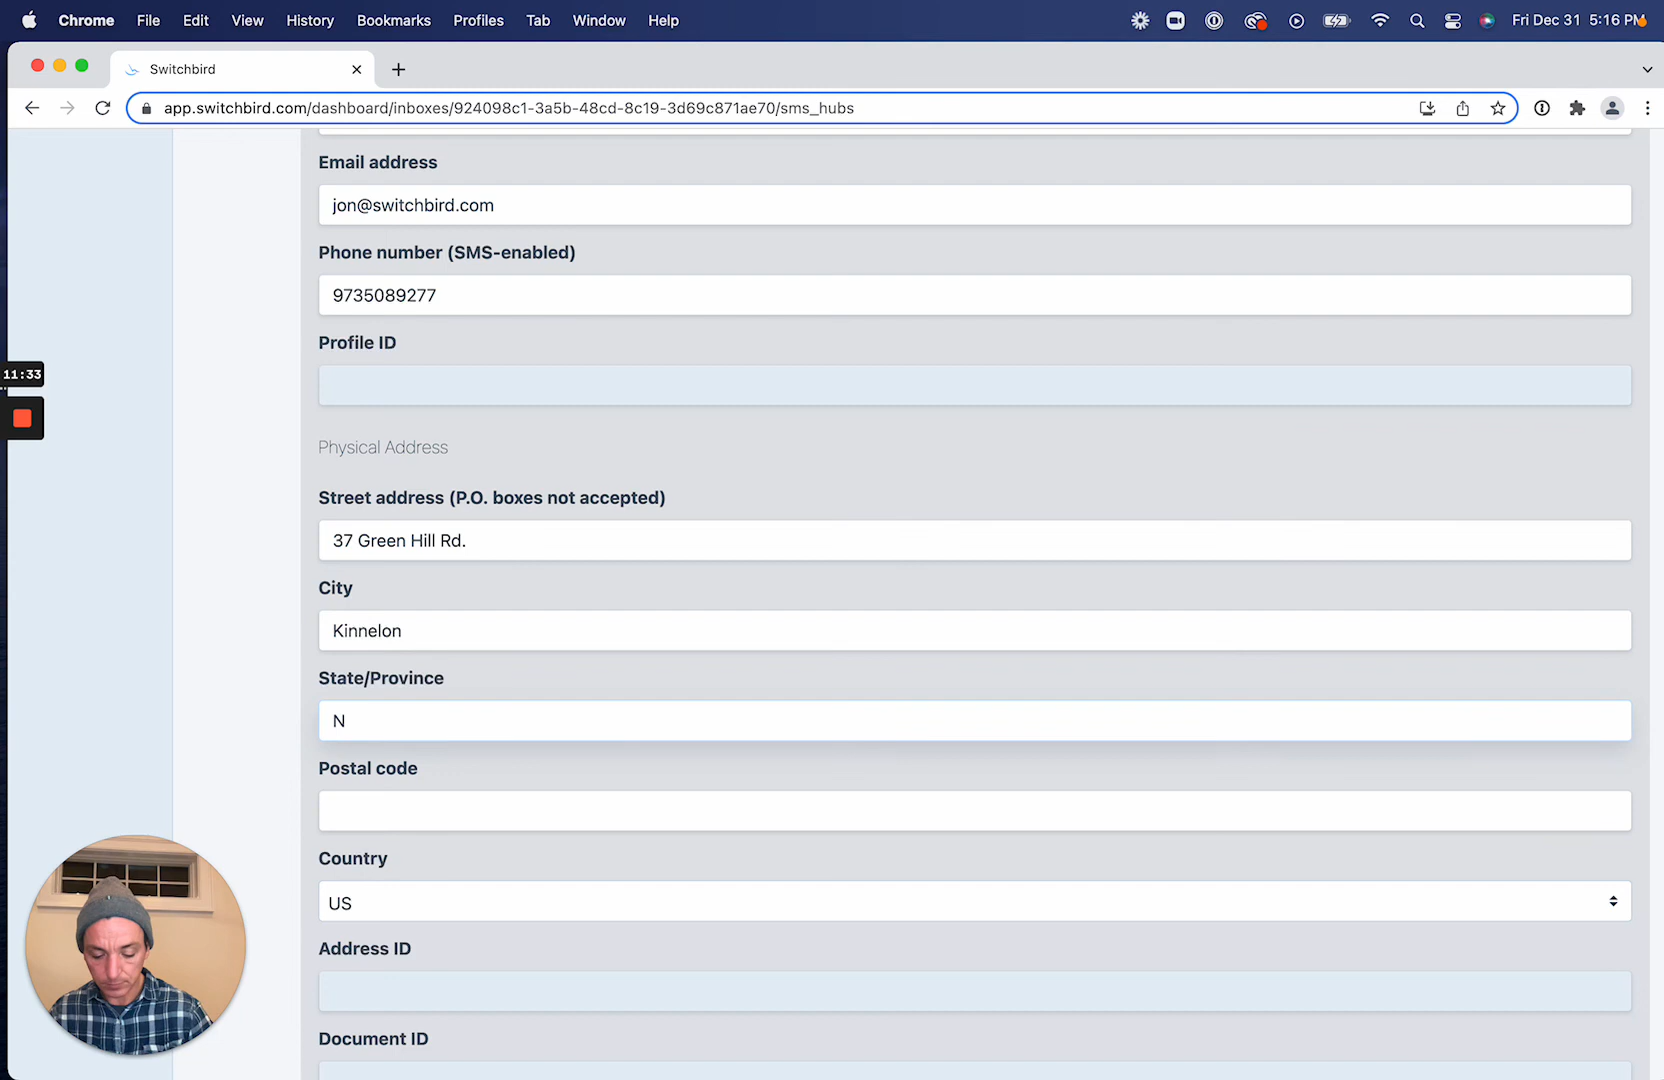 Chrome File Edit View History Bookmarks Profiles Tab Window Help Fri Dec 31 5:16 PM
Switchbird
app.switchbird.com/dashboard/inboxes/924098c1-3a5b-48cd-8c19-3d69c871ae70/sms_hubs
Email address
jon@switchbird.com
Phone number (SMS-enabled)
9735089277
Profile ID
11:33
Physical Address
Street address (P.O. boxes not accepted)
37 Green Hill Rd.
City
Kinnelon
State/Province
N
Postal code
Country
US
Address ID
Document ID